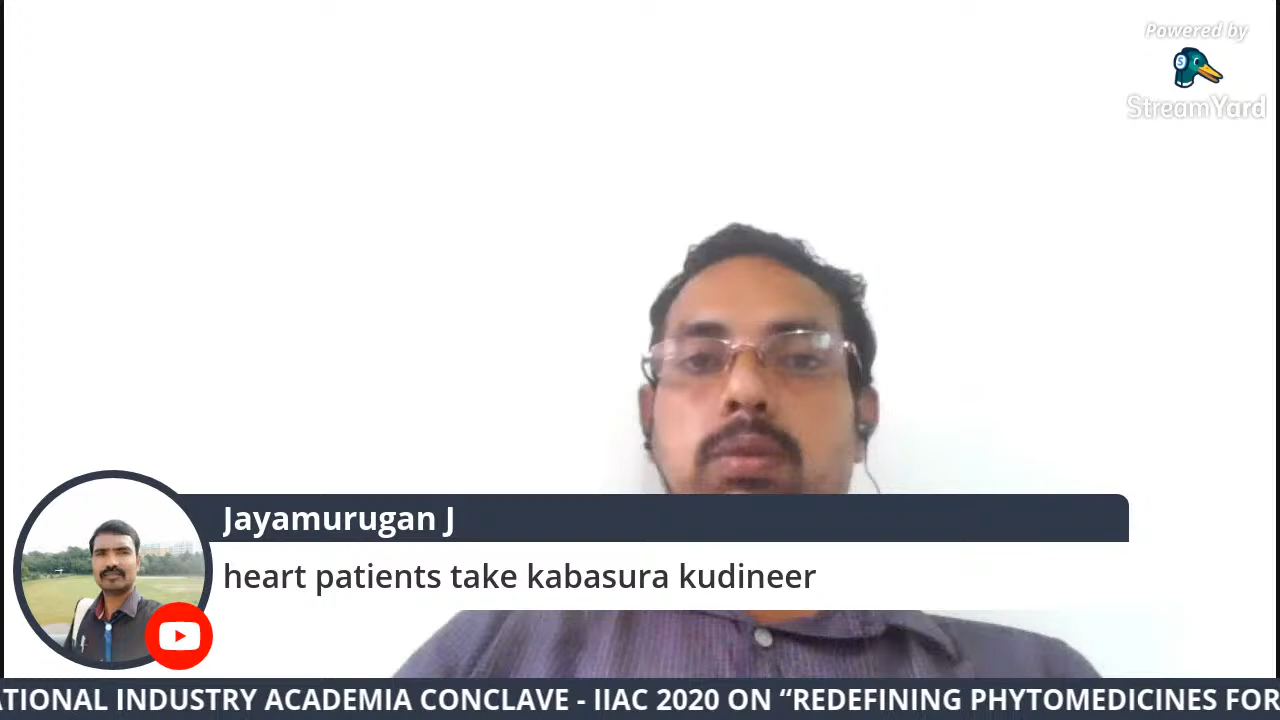 Powered by
StreamYard
Jayamurugan J
heart patients take kabasura kudineer
ATIONAL INDUSTRY ACADEMIA CONCLAVE - IIAC 2020 ON “REDEFINING PHYTOMEDICINES FOR